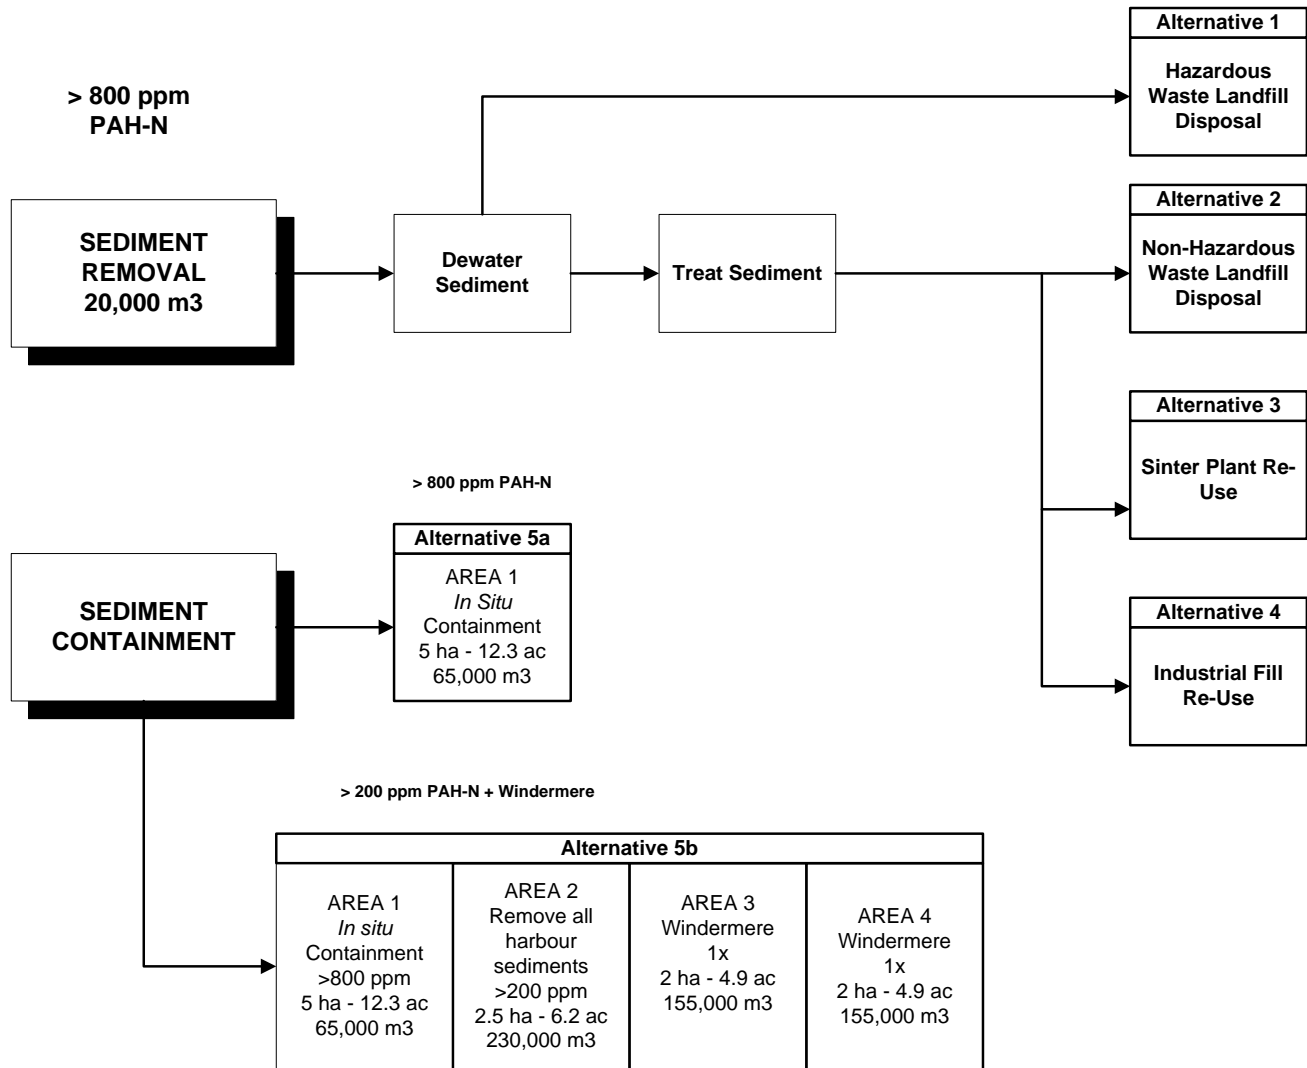 Alternative 1
Hazardous
Waste Landfill
Disposal
> 800 ppm
PAH-N
SEDIMENT
REMOVAL
20,000 m3
Dewater
Sediment
Treat Sediment
Alternative 2
Non-Hazardous
Waste Landfill
Disposal
Alternative 3
Sinter Plant Re-
Use
> 800 ppm PAH-N
SEDIMENT
CONTAINMENT
Alternative 5a
AREA 1
In Situ
Containment
5 ha - 12.3 ac
65,000 m3
Alternative 4
Industrial Fill
Re-Use
> 200 ppm PAH-N + Windermere
Alternative 5b
AREA 1
In situ
Containment
>800 ppm
5 ha - 12.3 ac
65,000 m3
AREA 2
Remove all
harbour
sediments
>200 ppm
2.5 ha - 6.2 ac
230,000 m3
AREA 3
Windermere
1x
2 ha - 4.9 ac
155,000 m3
AREA 4
Windermere
1x
2 ha - 4.9 ac
155,000 m3